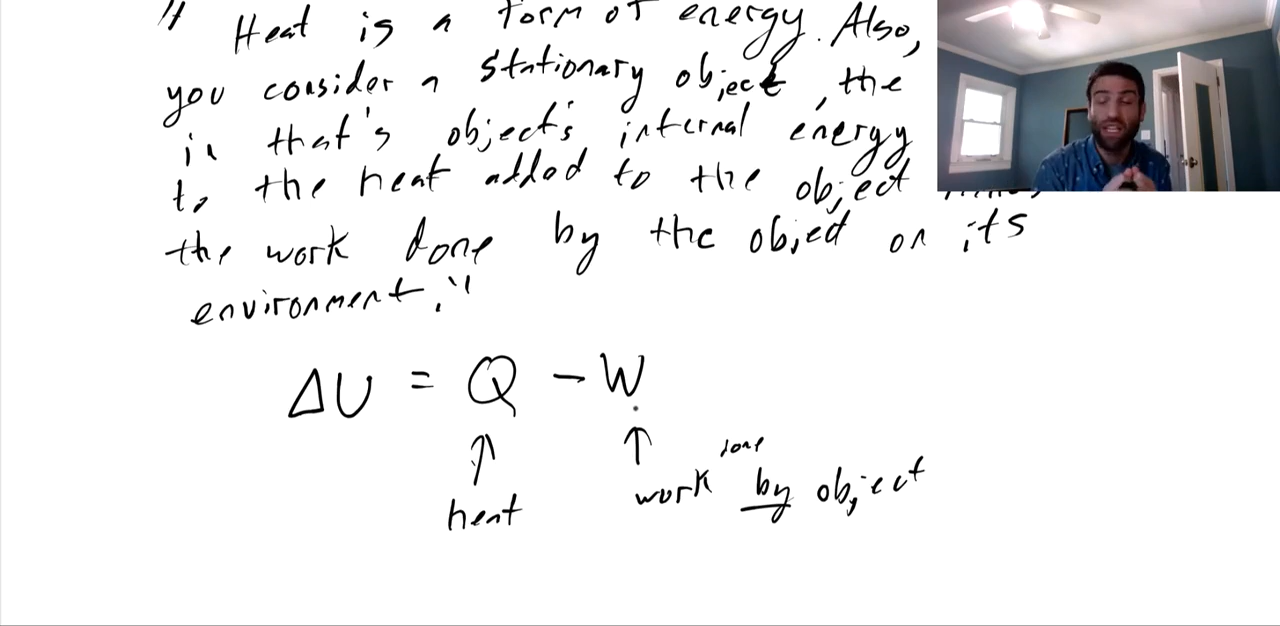 " Heat is a form of energy. Also,
you consider a stationary object, the
in that's object's internal energy
to the heat added to the object
the work done by the object on its
environment."
ΔU = Q - W
↑ ↑ done
heat work by object